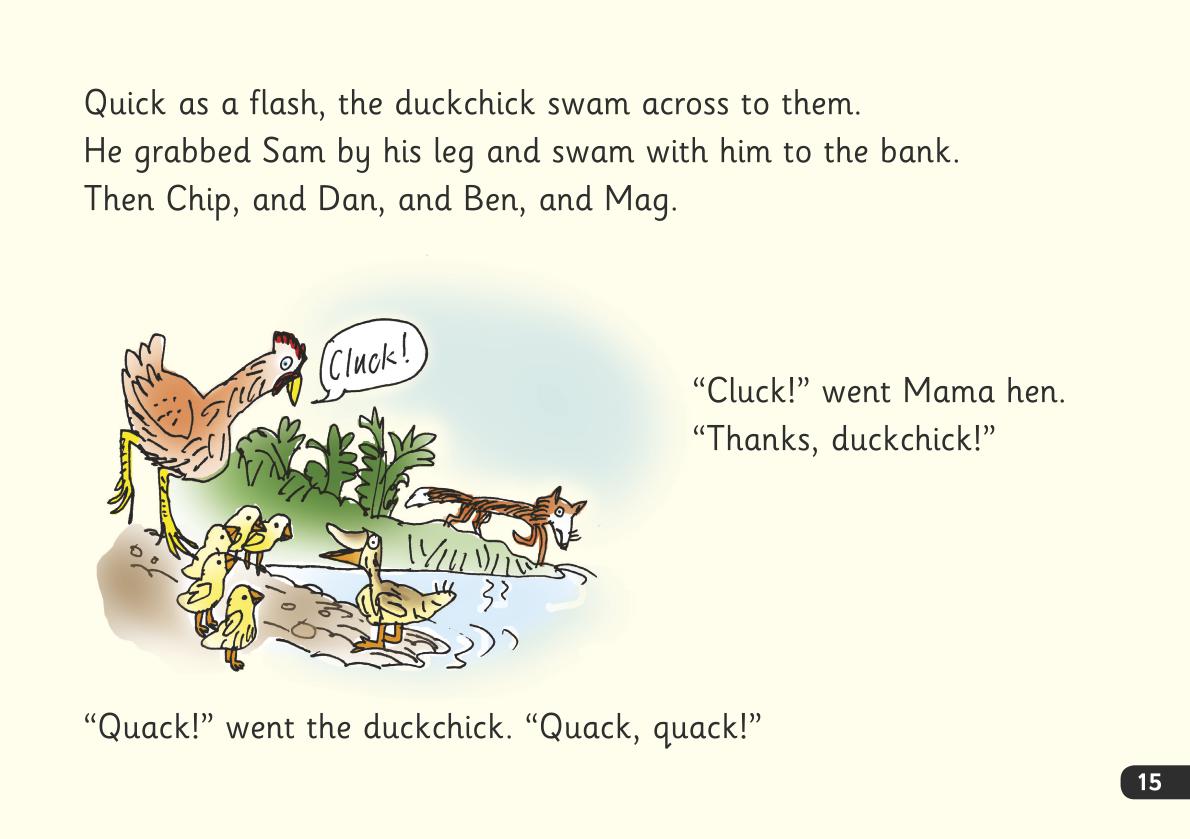 Quick as a flash, the duckchick swam across to them.
He grabbed Sam by his leg and swam with him to the bank.
Then Chip, and Dan, and Ben, and Mag.
Cluck!
“Cluck!” went Mama hen.
“Thanks, duckchick!”
“Quack!” went the duckchick. “Quack, quack!”
15